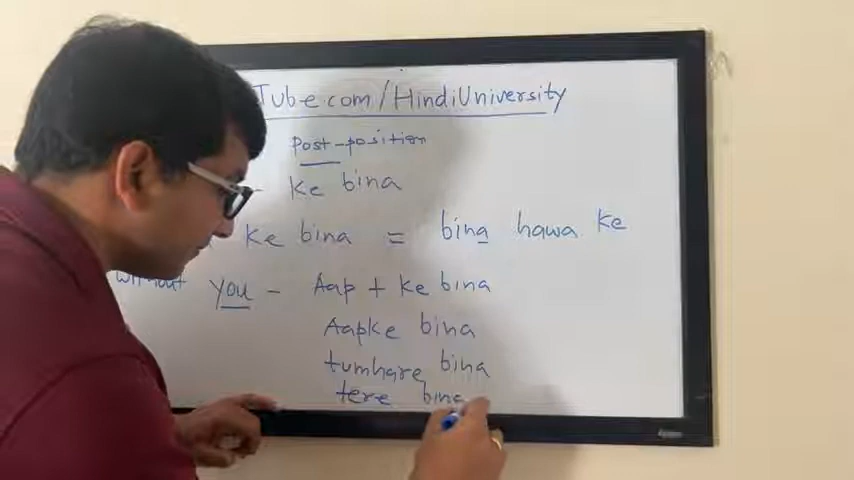 Tube.com/HindiUniversity
Post-position
- ke bina
ke bina = bina hawa ke
without you - Aap + ke bina
Aapke bina
tumhare bina
tere bina